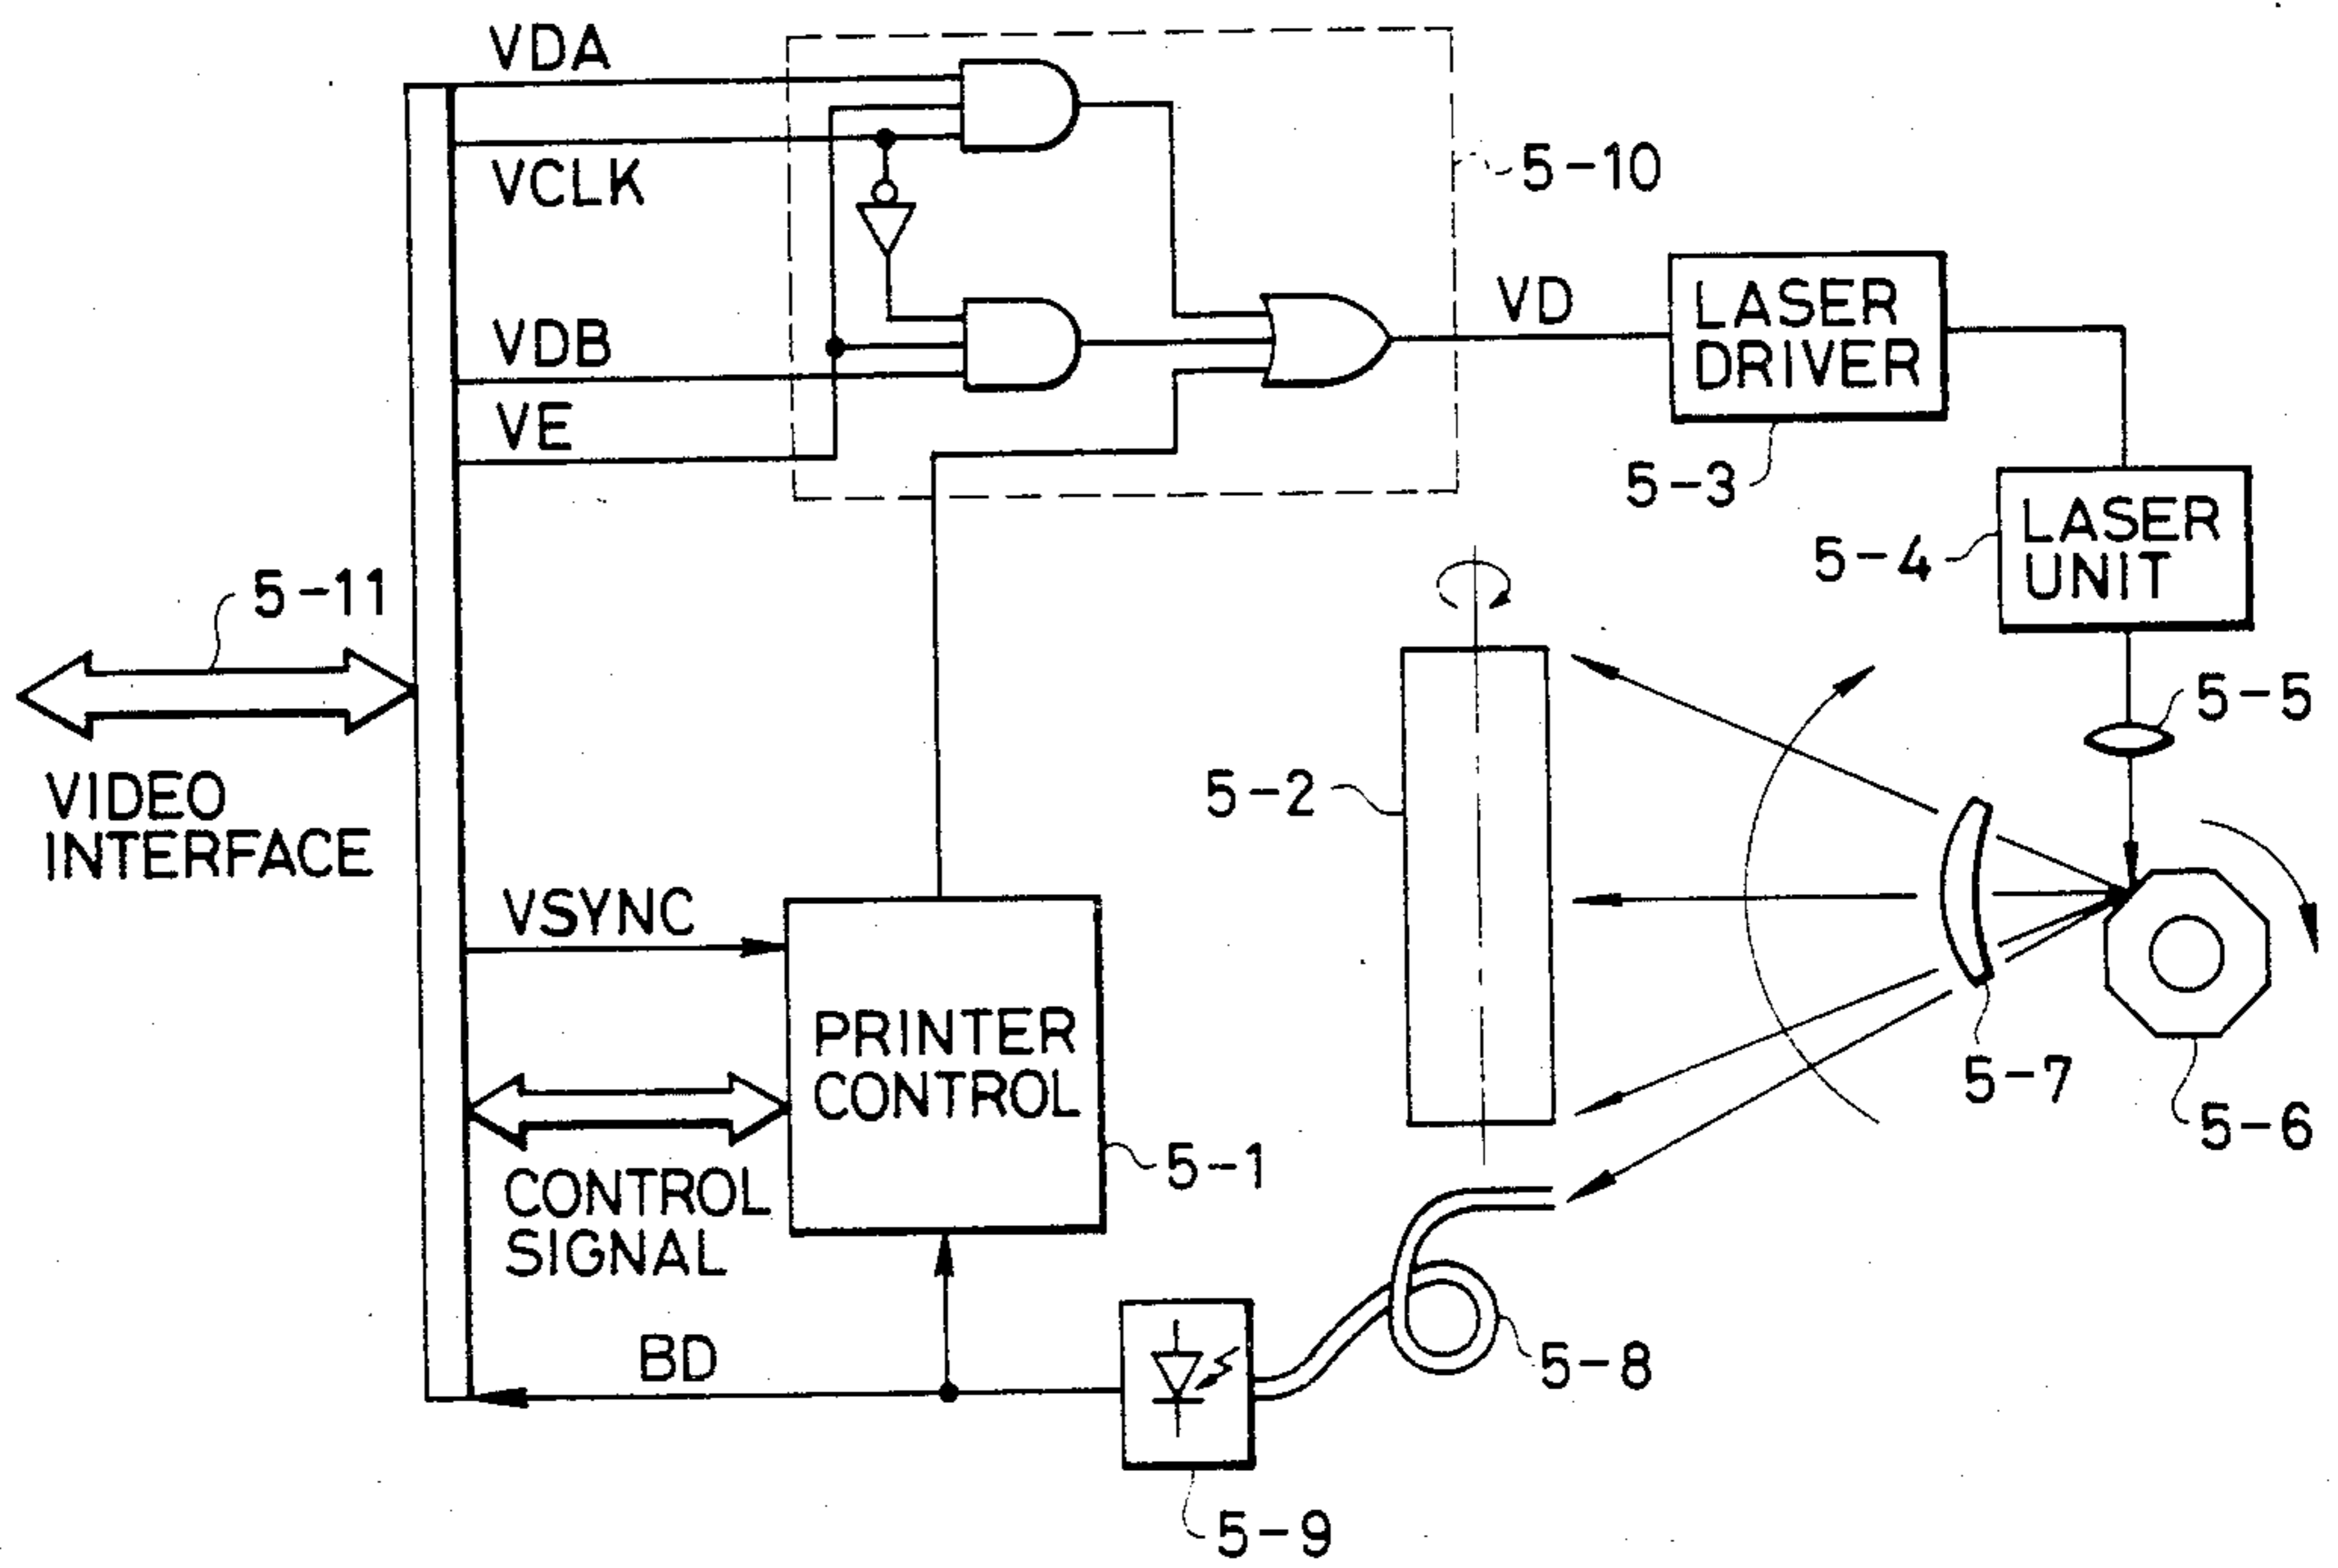 VDA
VCLK
5-10
VDB
VD
LASER
DRIVER
VE
5-3
LASER
UNIT
5-4
5-11
5-5
VIDEO
INTERFACE
5-2
VSYNC
PRINTER
CONTROL
5-7
5-6
5-1
CONTROL
SIGNAL
BD
5-8
5-9